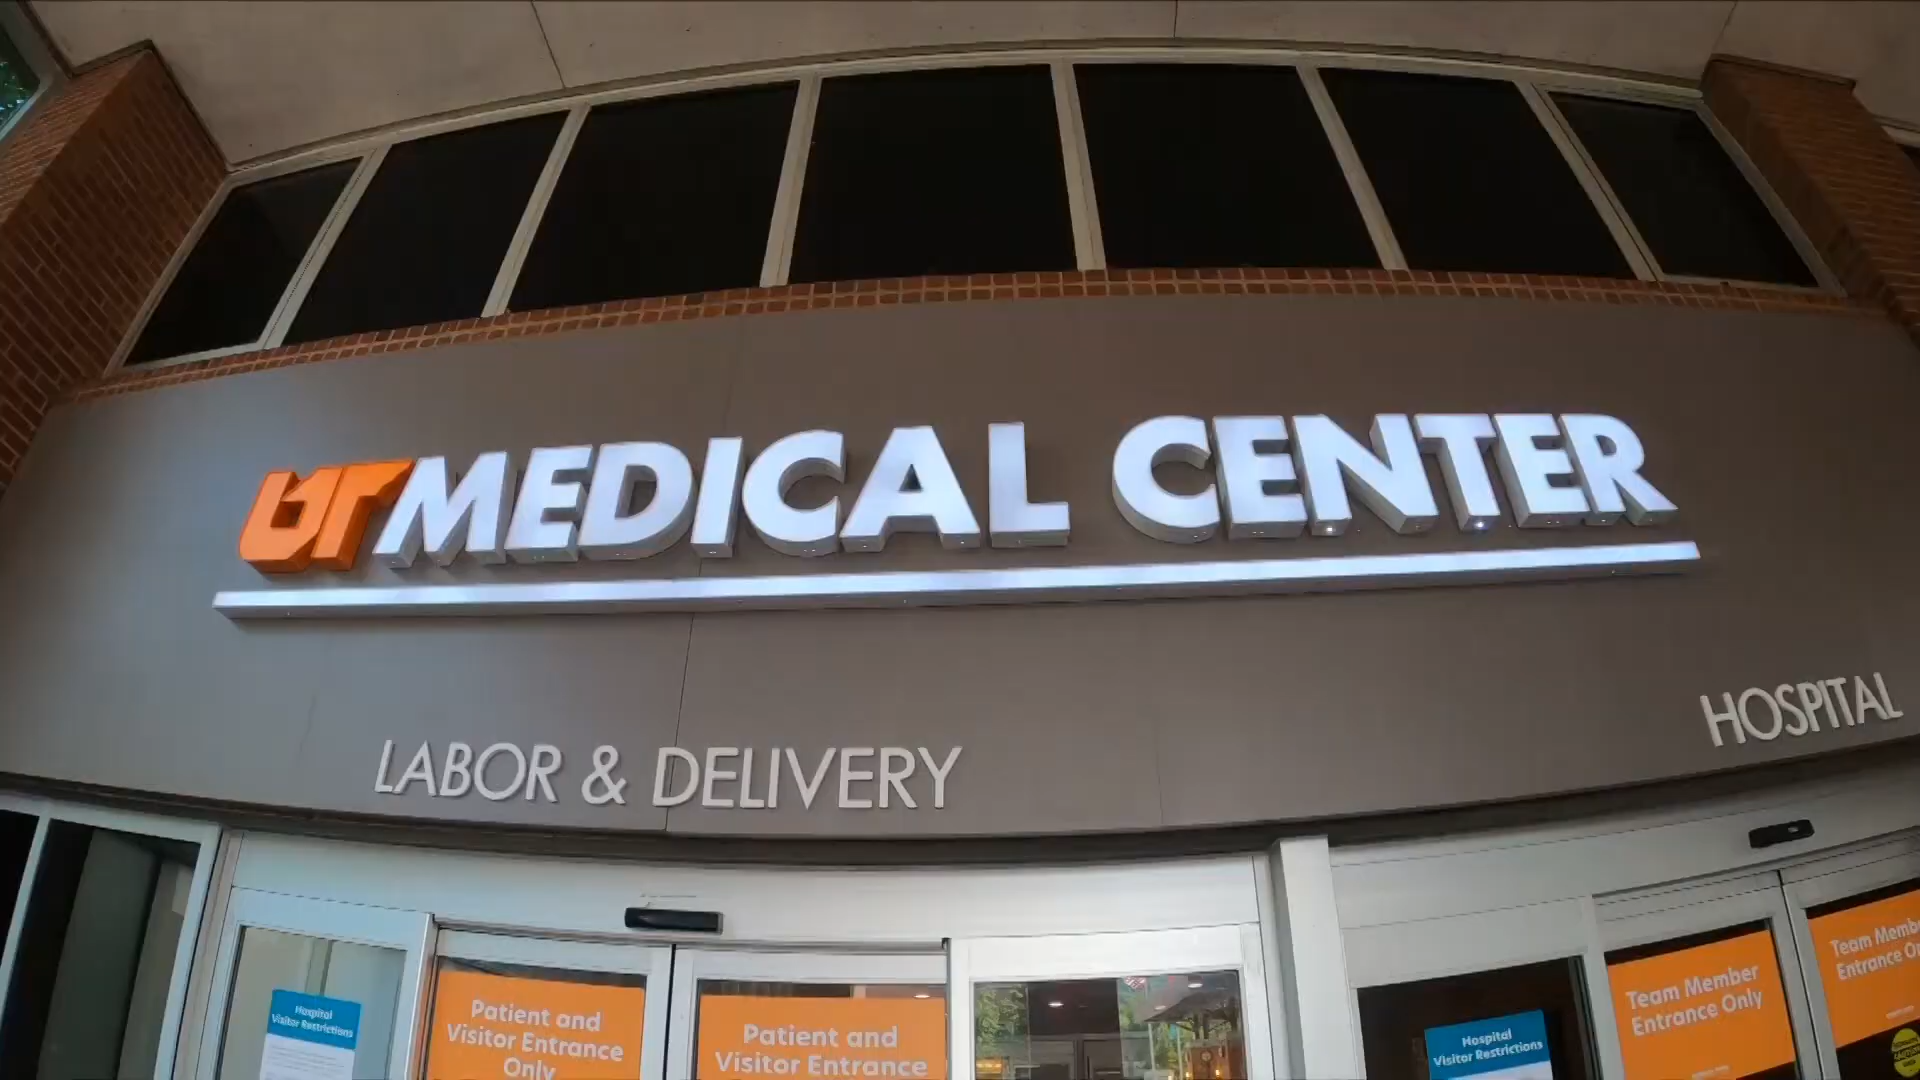 UT MEDICAL CENTER
LABOR & DELIVERY
HOSPITAL
Hospital
Visitor Restrictions
Patient and
Visitor Entrance
Only
Patient and
Visitor Entrance
Hospital
Visitor Restrictions
Team Member
Entrance Only
Team
Entrance